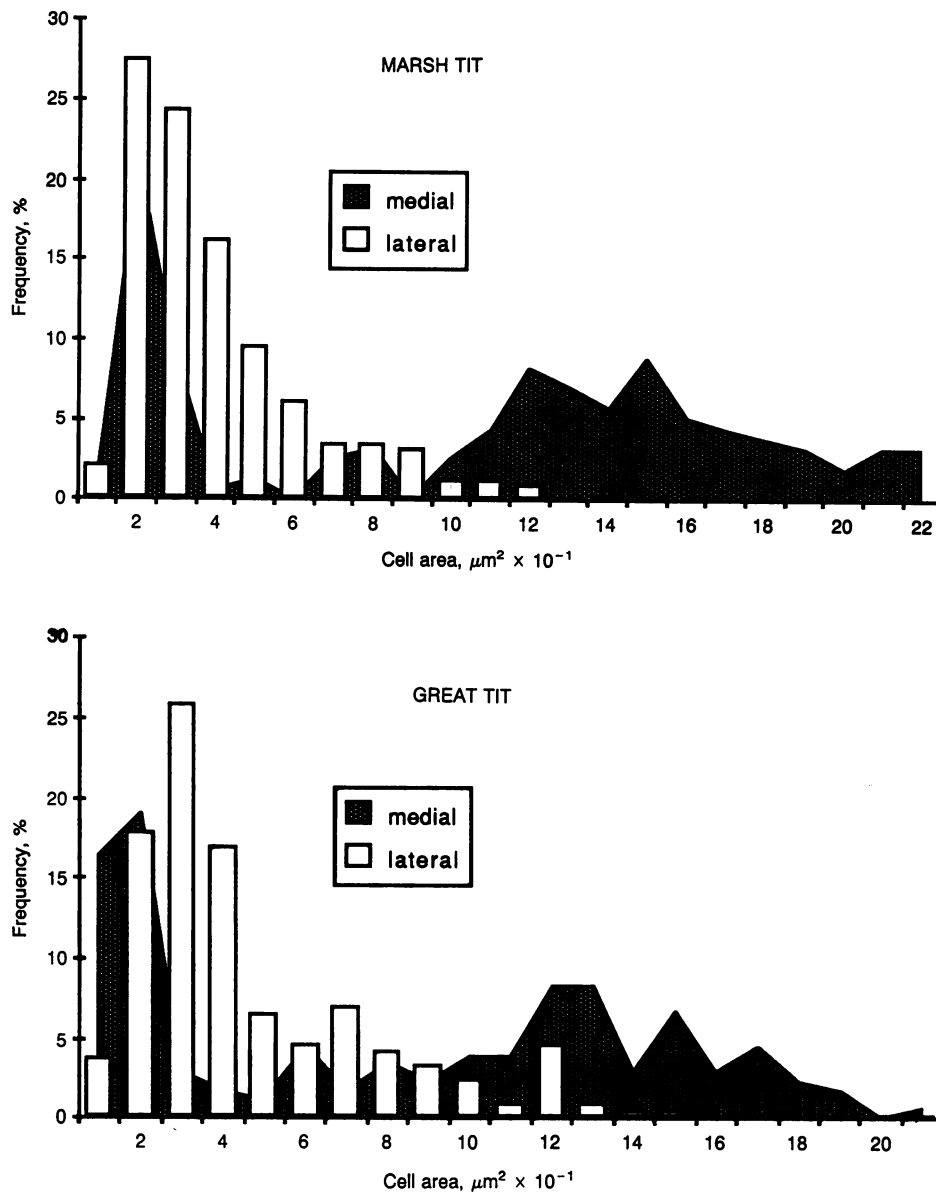 MARSH TIT
30
25
20
15
10
5
0
Frequency, %
medial
lateral
2 4 6 8 10 12 14 16 18 20 22
Cell area, μm² × 10⁻¹
GREAT TIT
30
25
20
15
10
5
0
Frequency, %
medial
lateral
2 4 6 8 10 12 14 16 18 20
Cell area, μm² × 10⁻¹